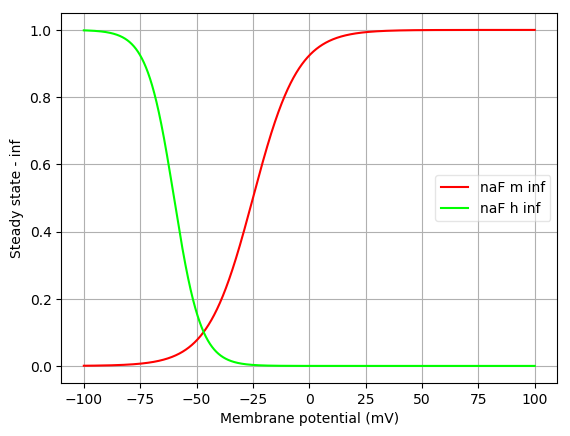 1.0
0.8
0.6
0.4
0.2
0.0
Steady state - inf
naF m inf
naF h inf
−100 −75 −50 −25 0 25 50 75 100
Membrane potential (mV)